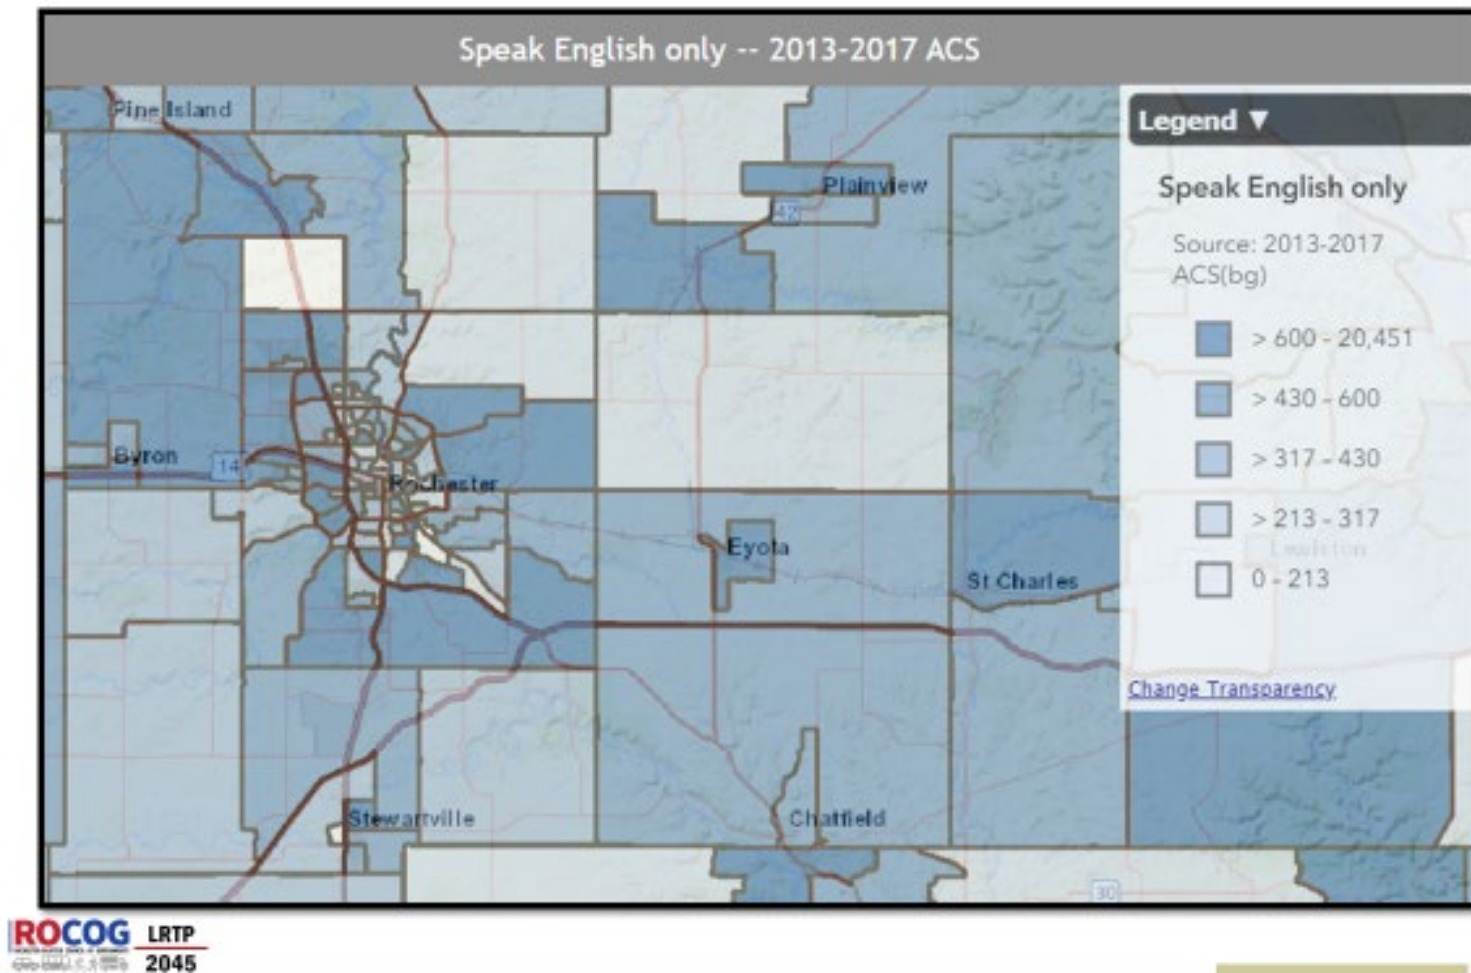 Speak English only -- 2013-2017 ACS
Pine Island
Legend ▼
Plainview
42
Speak English only
Source: 2013-2017
ACS(bg)
> 600 - 20,451
> 430 - 600
Byron
14
> 317 - 430
Rochester
> 213 - 317
Eyota
Lewiston
St Charles
0 - 213
Change Transparency
Stewartville
Chatfield
30
ROCOG LRTP
2045